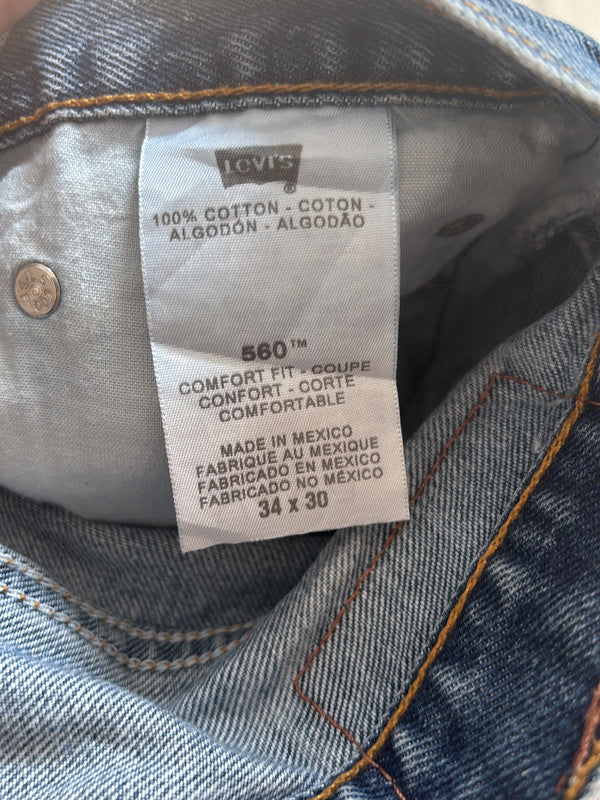 LEVI'S
®
100% COTTON - COTON -
ALGODÓN - ALGODÃO
560™
COMFORT FIT - COUPE
CONFORT - CORTE
COMFORTABLE
MADE IN MEXICO
FABRIQUE AU MEXIQUE
FABRICADO EN MEXICO
FABRICADO NO MÉXICO
34 x 30